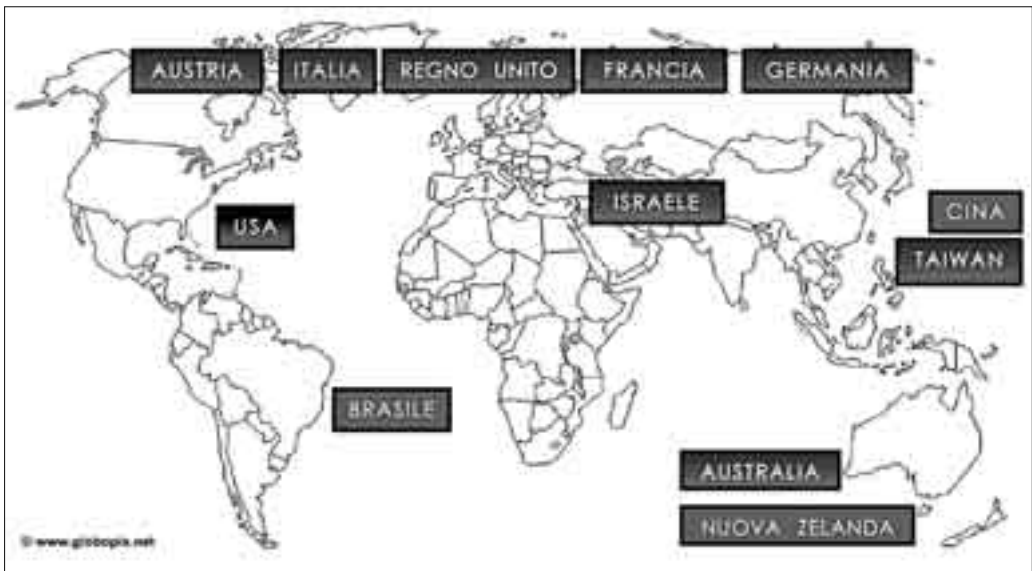 AUSTRIA ITALIA REGNO UNITO FRANCIA GERMANIA
ISRAELE
CINA
USA
TAIWAN
BRASILE
AUSTRALIA
NUOVA ZELANDA
© www.globopix.net